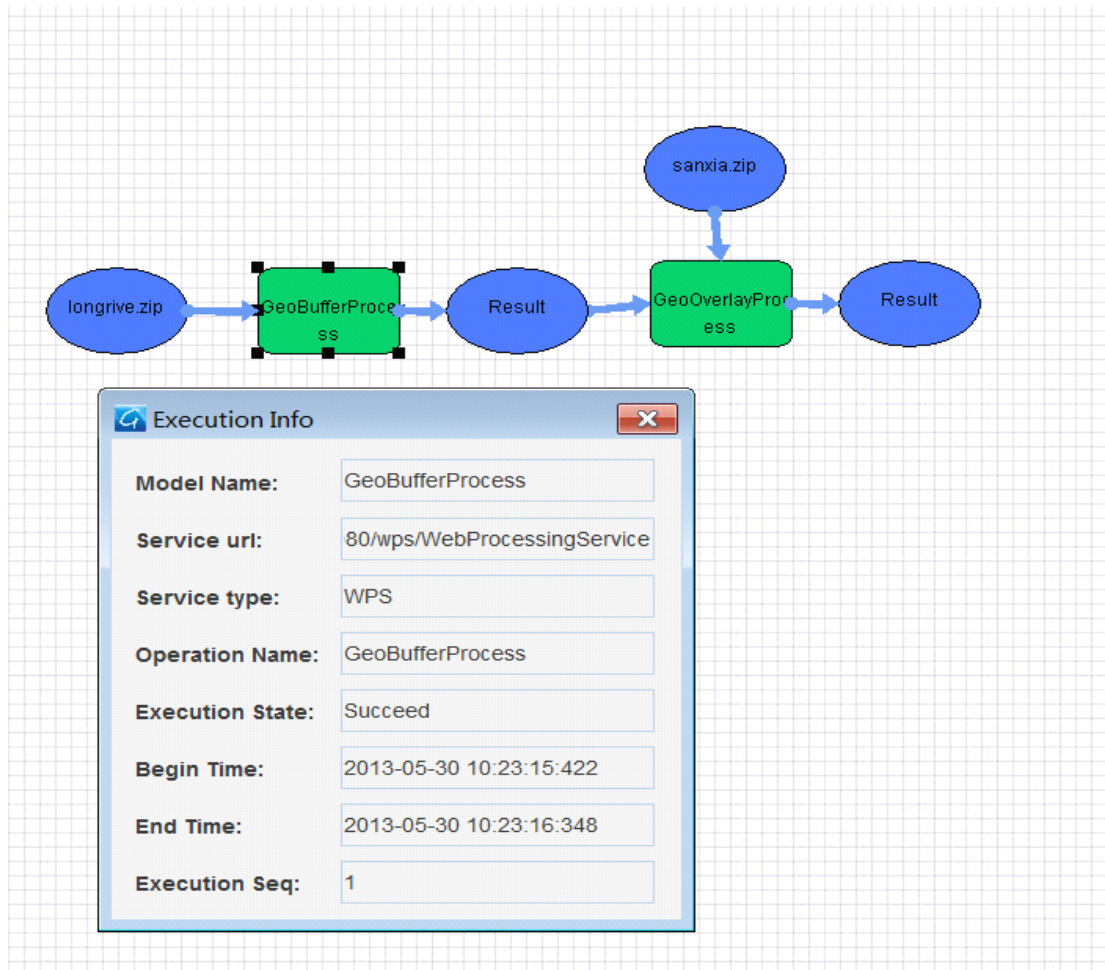 sanxia.zip
longrive.zip
GeoBufferProce
ss
Result
GeoOverlayProc
ess
Result
Execution Info
Model Name: GeoBufferProcess
Service url: 80/wps/WebProcessingService
Service type: WPS
Operation Name: GeoBufferProcess
Execution State: Succeed
Begin Time: 2013-05-30 10:23:15:422
End Time: 2013-05-30 10:23:16:348
Execution Seq: 1